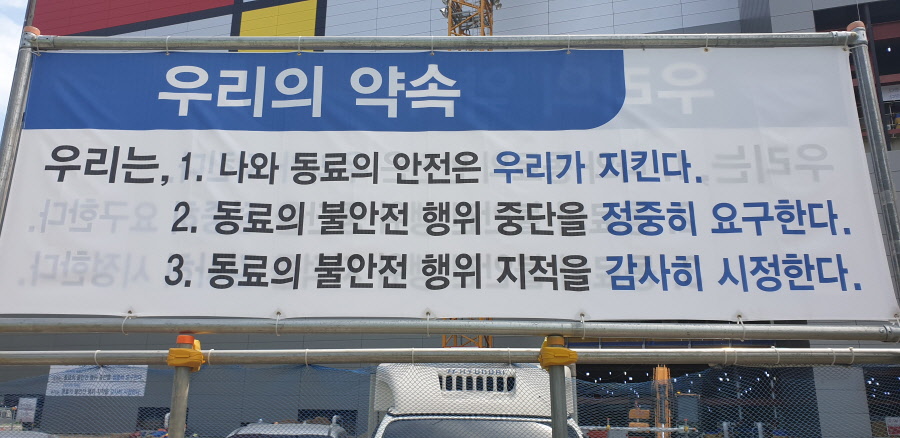 우리의 약속
우리는, 1. 나와 동료의 안전은 우리가 지킨다.
2. 동료의 불안전 행위 중단을 정중히 요구한다.
3. 동료의 불안전 행위 지적을 감사히 시정한다.
HYUNDAI